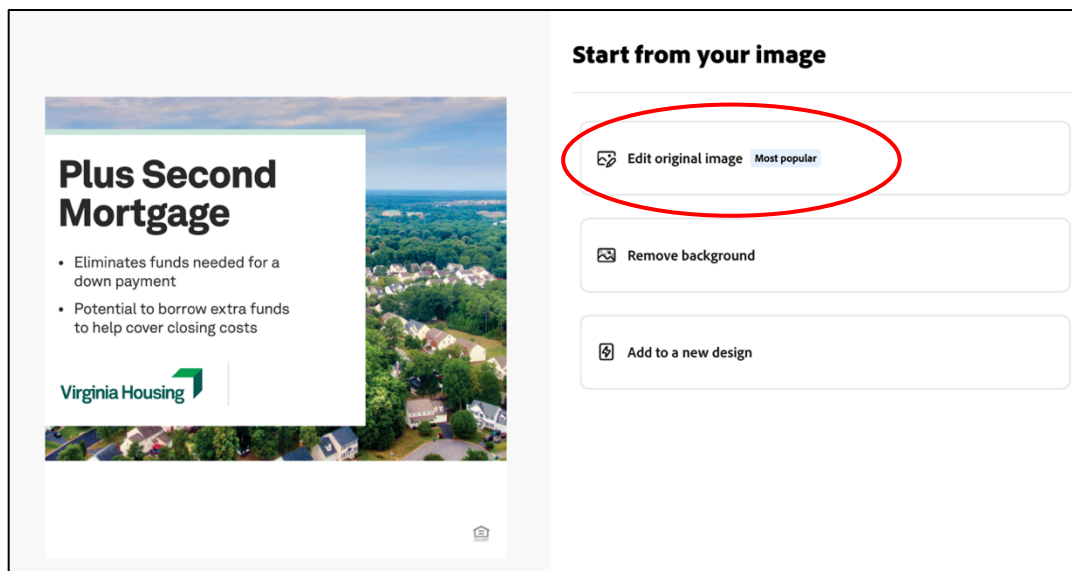 Start from your image
Plus Second
Mortgage
• Eliminates funds needed for a
down payment
• Potential to borrow extra funds
to help cover closing costs
Virginia Housing
Edit original image Most popular
Remove background
Add to a new design